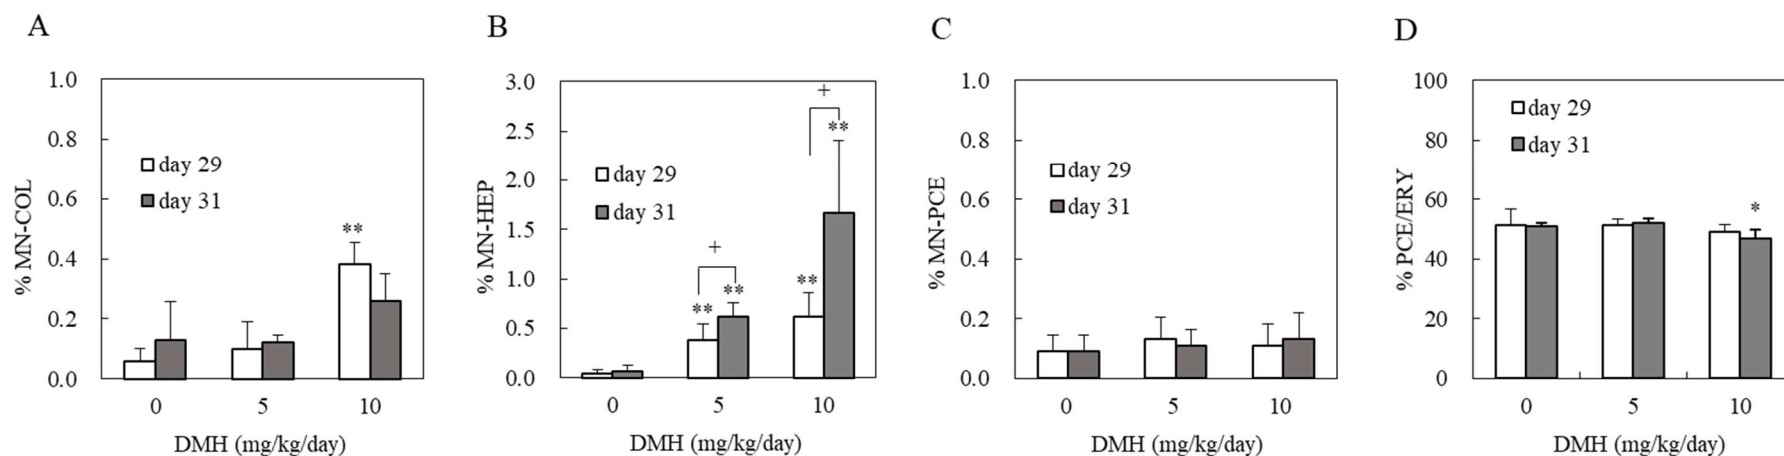 A
1.0
0.8
0.6
0.4
0.2
0.0
% MN-COL
day 29
day 31
**
0 5 10
DMH (mg/kg/day)
B
3.0
2.5
2.0
1.5
1.0
0.5
0.0
% MN-HEP
day 29
day 31
+
**
**
+
**
**
0 5 10
DMH (mg/kg/day)
C
1.0
0.8
0.6
0.4
0.2
0.0
% MN-PCE
day 29
day 31
0 5 10
DMH (mg/kg/day)
D
100
80
60
40
20
0
% PCE/ERY
day 29
day 31
*
0 5 10
DMH (mg/kg/day)